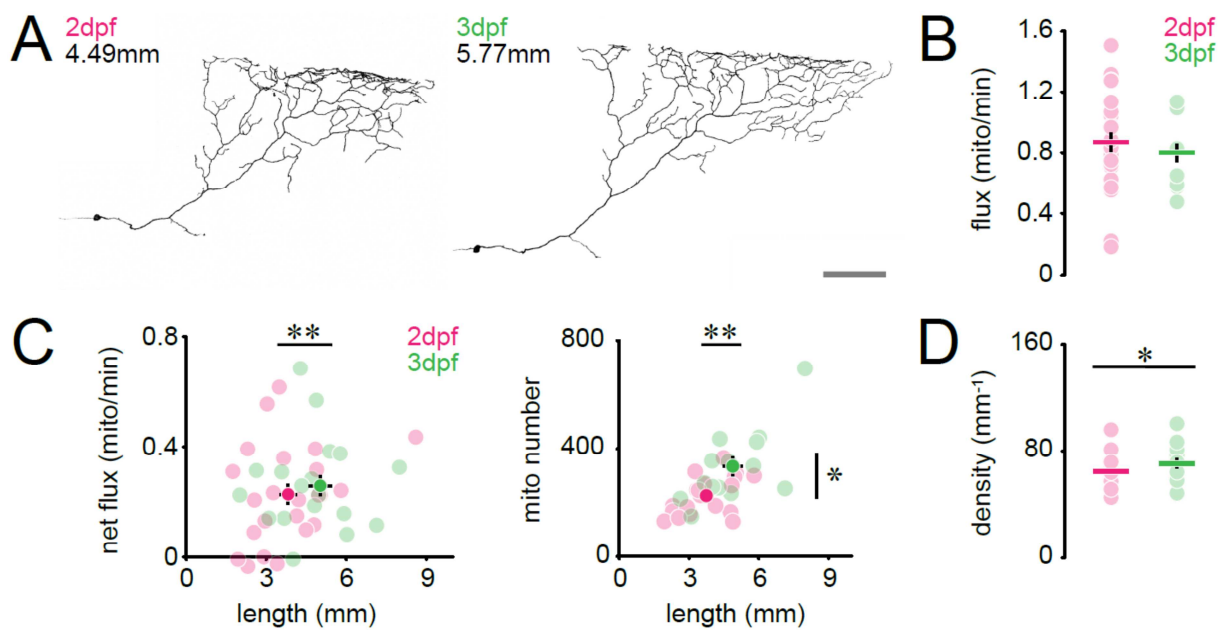 A
2dpf
4.49mm
3dpf
5.77mm
B
2dpf
3dpf
flux (mito/min)
1.6
1.2
0.8
0.4
0
C
2dpf
3dpf
**
net flux (mito/min)
0.8
0.4
0
0 3 6 9
length (mm)
**
*
mito number
800
400
0
0 3 6 9
length (mm)
D
*
density (mm⁻¹)
160
80
0